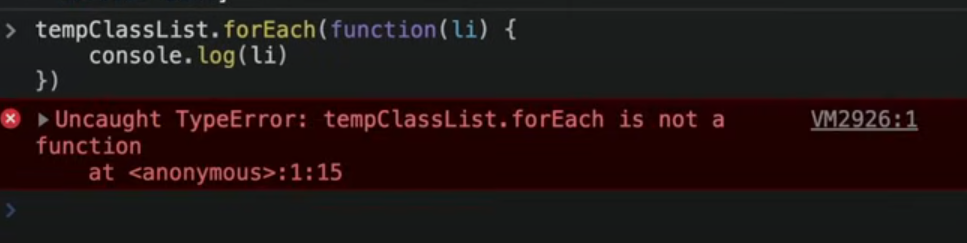 > tempClassList.forEach(function(li) {
    console.log(li)
})
▶Uncaught TypeError: tempClassList.forEach is not a VM2926:1
function
    at <anonymous>:1:15
>